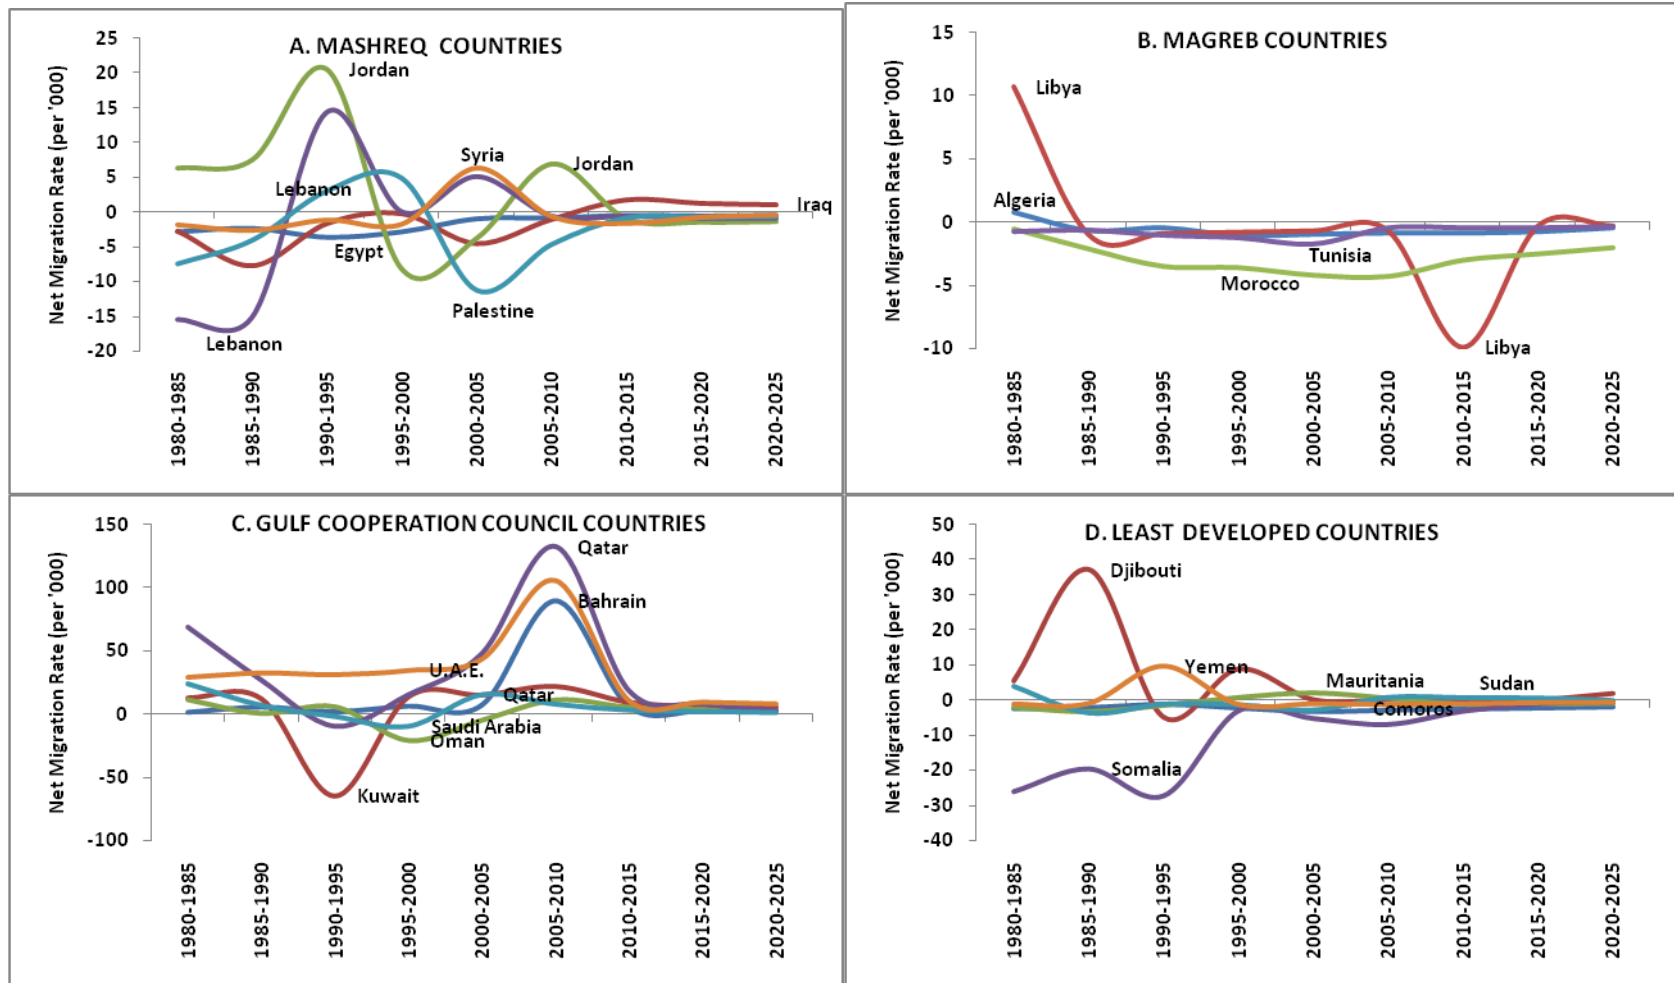 A. MASHREQ COUNTRIES
Net Migration Rate (per '000)
25
20
15
10
5
0
-5
-10
-15
-20
Jordan
Lebanon
Syria
Jordan
Iraq
Egypt
Palestine
Lebanon
1980-1985
1985-1990
1990-1995
1995-2000
2000-2005
2005-2010
2010-2015
2015-2020
2020-2025
B. MAGREB COUNTRIES
Net Migration Rate (per '000)
15
10
5
0
-5
-10
Libya
Algeria
Tunisia
Morocco
Libya
1980-1985
1985-1990
1990-1995
1995-2000
2000-2005
2005-2010
2010-2015
2015-2020
2020-2025
C. GULF COOPERATION COUNCIL COUNTRIES
Net Migration Rate (per '000)
150
100
50
0
-50
-100
Qatar
Bahrain
U.A.E.
Qatar
Saudi Arabia
Oman
Kuwait
1980-1985
1985-1990
1990-1995
1995-2000
2000-2005
2005-2010
2010-2015
2015-2020
2020-2025
D. LEAST DEVELOPED COUNTRIES
Net Migration Rate (per '000)
50
40
30
20
10
0
-10
-20
-30
-40
Djibouti
Yemen
Mauritania
Sudan
Comoros
Somalia
1980-1985
1985-1990
1990-1995
1995-2000
2000-2005
2005-2010
2010-2015
2015-2020
2020-2025